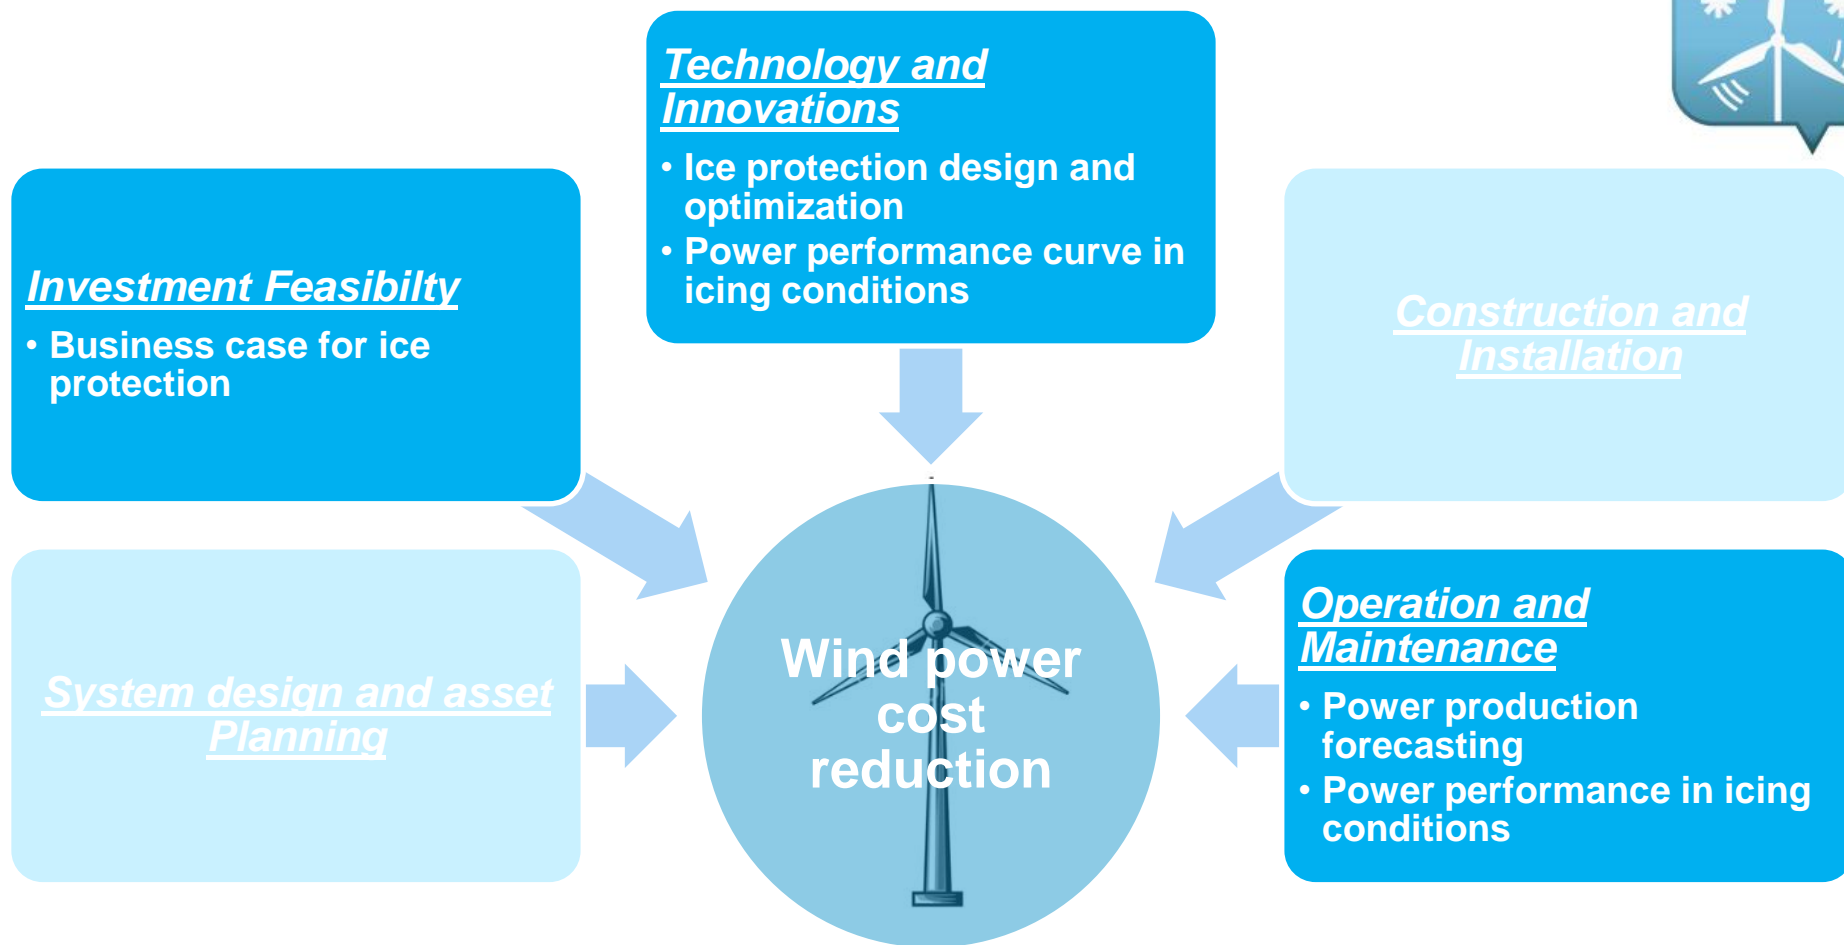 Technology and
Innovations
• Ice protection design and
optimization
• Power performance curve in
icing conditions
Investment Feasibilty
• Business case for ice
protection
Construction and
Installation
System design and asset
Planning
Wind power
cost
reduction
Operation and
Maintenance
• Power production
forecasting
• Power performance in icing
conditions